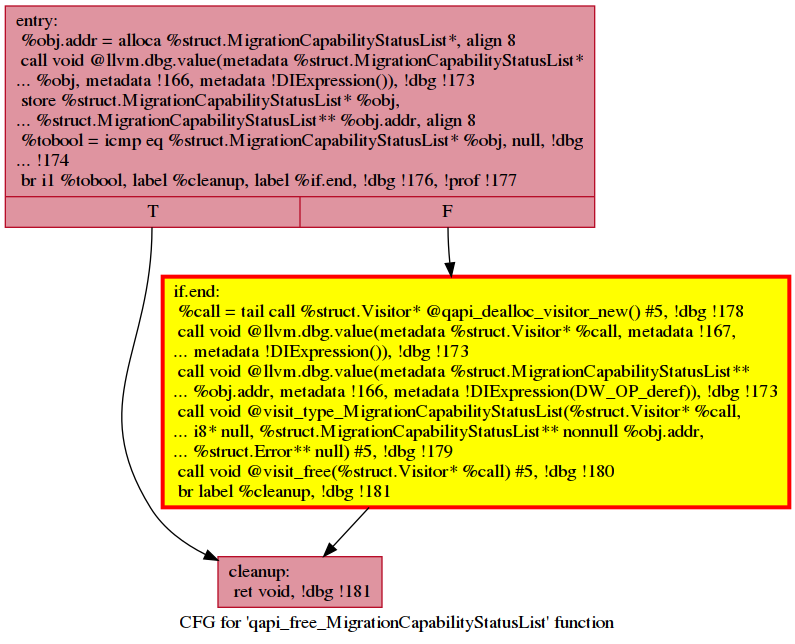 entry:
%obj.addr = alloca %struct.MigrationCapabilityStatusList*, align 8
call void @llvm.dbg.value(metadata %struct.MigrationCapabilityStatusList*
... %obj, metadata !166, metadata !DIExpression()), !dbg !173
store %struct.MigrationCapabilityStatusList* %obj,
... %struct.MigrationCapabilityStatusList** %obj.addr, align 8
%tobool = icmp eq %struct.MigrationCapabilityStatusList* %obj, null, !dbg
... !174
br i1 %tobool, label %cleanup, label %if.end, !dbg !176, !prof !177
T
F
if.end:
%call = tail call %struct.Visitor* @qapi_dealloc_visitor_new() #5, !dbg !178
call void @llvm.dbg.value(metadata %struct.Visitor* %call, metadata !167,
... metadata !DIExpression()), !dbg !173
call void @llvm.dbg.value(metadata %struct.MigrationCapabilityStatusList**
... %obj.addr, metadata !166, metadata !DIExpression(DW_OP_deref)), !dbg !173
call void @visit_type_MigrationCapabilityStatusList(%struct.Visitor* %call,
... i8* null, %struct.MigrationCapabilityStatusList** nonnull %obj.addr,
... %struct.Error** null) #5, !dbg !179
call void @visit_free(%struct.Visitor* %call) #5, !dbg !180
br label %cleanup, !dbg !181
cleanup:
ret void, !dbg !181
CFG for 'qapi_free_MigrationCapabilityStatusList' function